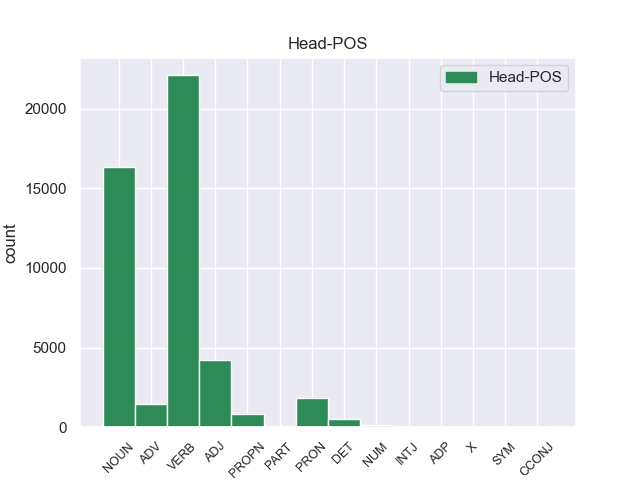 Head-POS
Head-POS
20000
15000
10000
5000
0
count
NOUN
ADV
VERB
ADJ
PROPN
PART
PRON
DET
NUM
INTJ
ADP
X
SYM
CCONJ